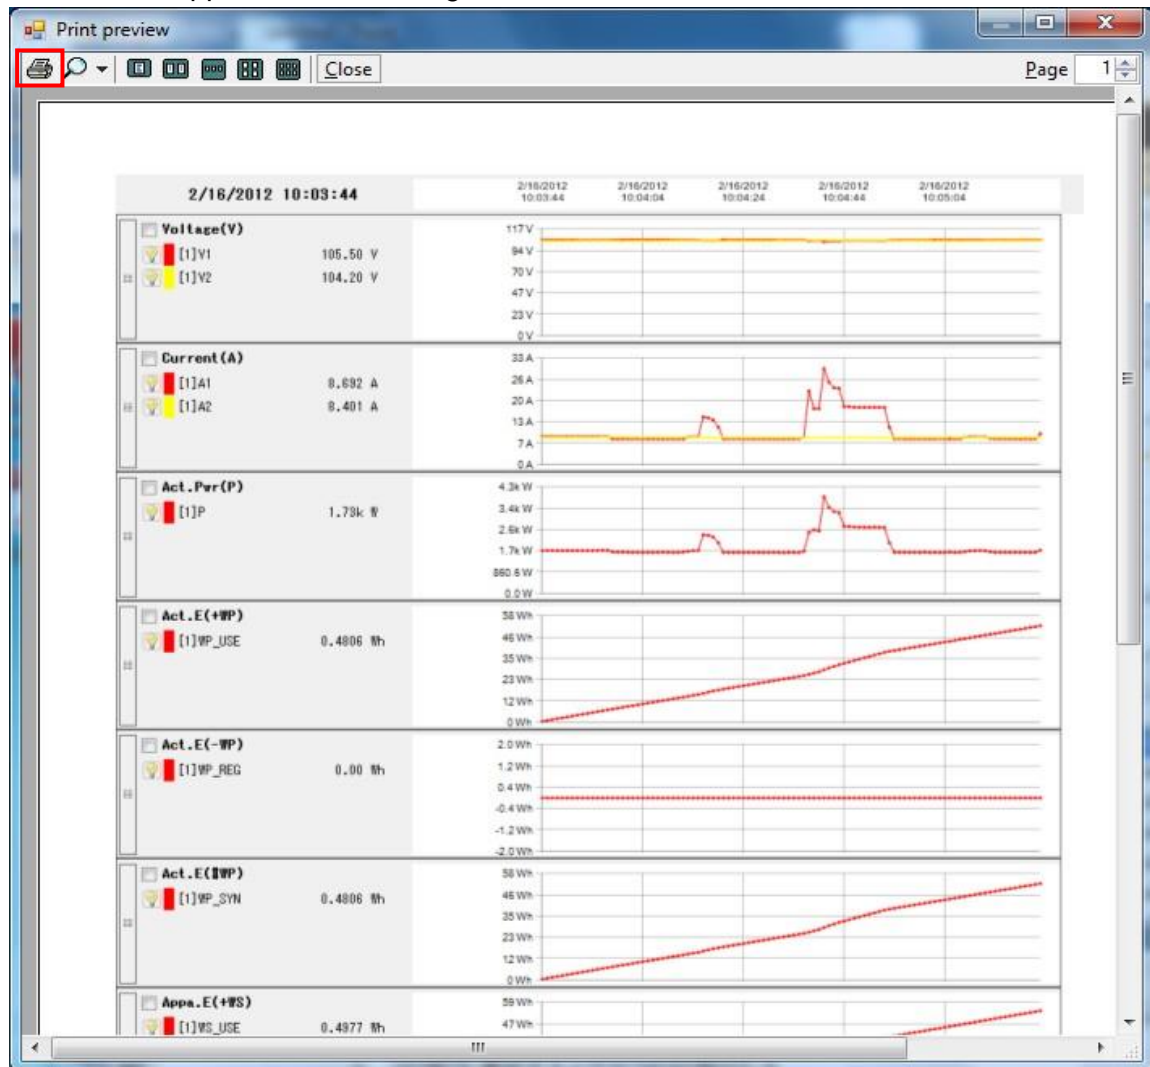 Print preview
Close Page 1
2/16/2012 10:03:44
2/16/2012 10:03:44 2/16/2012 10:04:04 2/16/2012 10:04:24 2/16/2012 10:04:44 2/16/2012 10:05:04
Voltage(V)
[1]V1 105.50 V
[1]V2 104.20 V
117 V
94 V
70 V
47 V
23 V
0 V
Current(A)
[1]A1 8.692 A
[1]A2 8.401 A
33 A
26 A
20 A
13 A
7 A
0 A
Act.Pwr(P)
[1]P 1.79k W
4.3k W
3.4k W
2.6k W
1.7k W
860.6 W
0.0 W
Act.E(+WP)
[1]WP_USE 0.4806 Wh
58 Wh
46 Wh
35 Wh
23 Wh
12 Wh
0 Wh
Act.E(-WP)
[1]WP_REG 0.00 Wh
2.0 Wh
1.2 Wh
0.4 Wh
-0.4 Wh
-1.2 Wh
-2.0 Wh
[1]WP_SYN 0.4806 Wh
58 Wh
46 Wh
35 Wh
23 Wh
12 Wh
0 Wh
Appa.E(+WS)
[1]WS_USE 0.4977 Wh
59 Wh
47 Wh